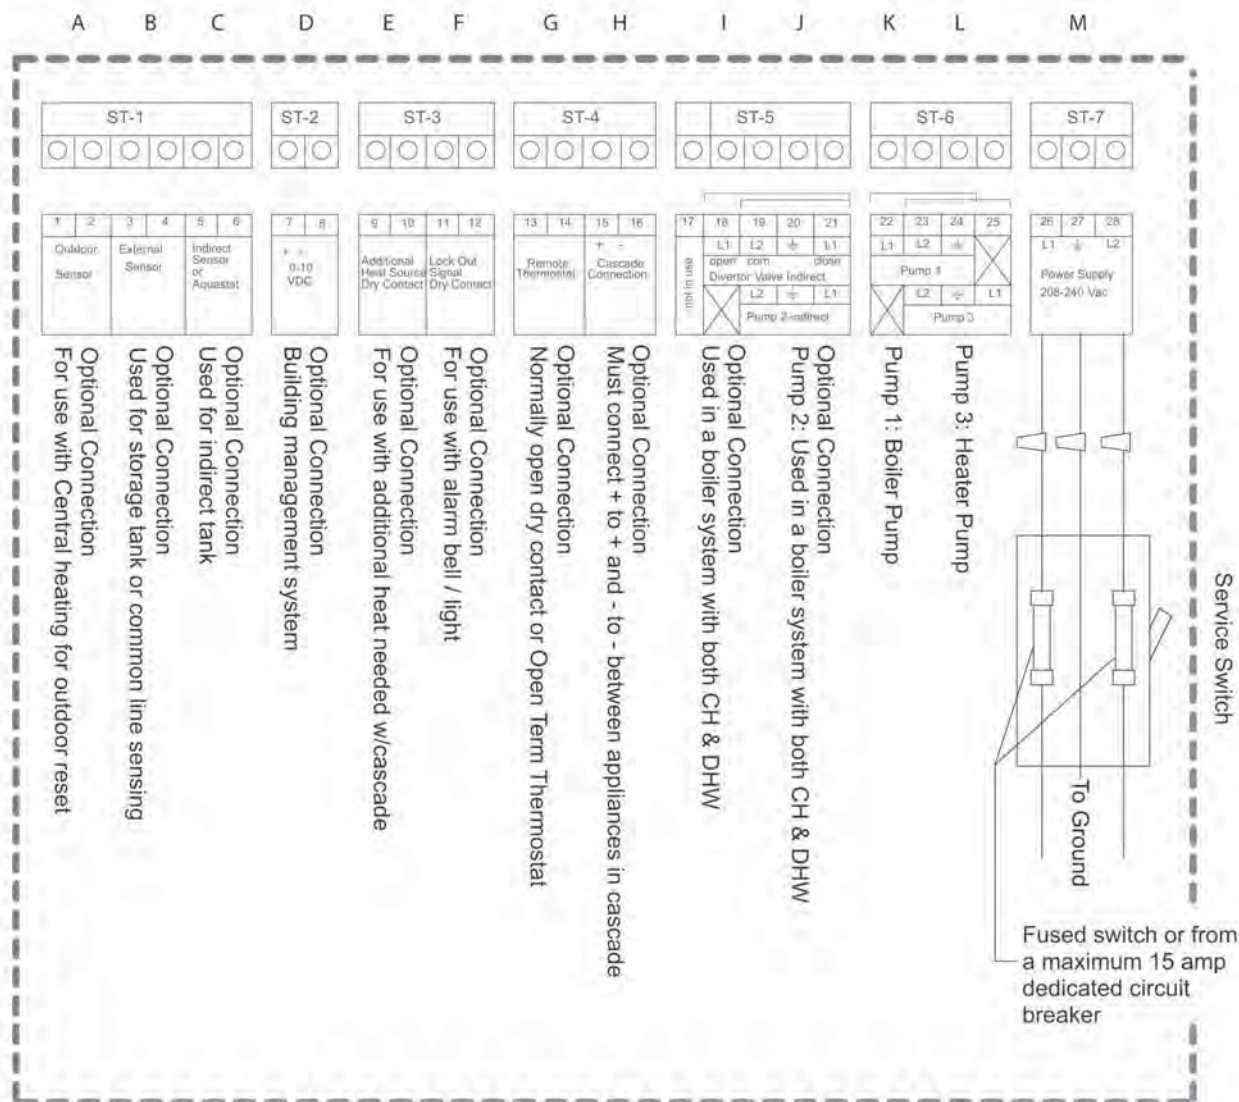 A B C D E F G H I J K L M
ST-1 ST-2 ST-3 ST-4 ST-5 ST-6 ST-7
1 2 3 4 5 6 7 8 9 10 11 12 13 14 15 16 17 18 19 20 21 22 23 24 25 26 27 28
Outdoor
Sensor
External
Sensor
Indirect
Sensor
or
Aquastat
+ -
0-10
VDC
Additional
Heat Source
Dry Contact
Lock Out
Signal
Dry Contact
Remote
Thermostat
+ -
Cascade
Connection
not in use
L1 L2 L1
open com close
Divertor Valve Indirect
L2 L1
Pump 2-indirect
L1 L2
Pump 1
L2 L1
Pump 3
L1 L2
Power Supply
208-240 Vac
Optional Connection
For use with Central heating for outdoor reset
Optional Connection
Used for storage tank or common line sensing
Optional Connection
Used for indirect tank
Optional Connection
Building management system
Optional Connection
For use with additional heat needed w/cascade
Optional Connection
For use with alarm bell / light
Optional Connection
Normally open dry contact or Open Term Thermostat
Optional Connection
Must connect + to + and - to - between appliances in cascade
Optional Connection
Used in a boiler system with both CH & DHW
Optional Connection
Pump 2: Used in a boiler system with both CH & DHW
Pump 1: Boiler Pump
Pump 3: Heater Pump
To Ground
Service Switch
Fused switch or from
a maximum 15 amp
dedicated circuit
breaker